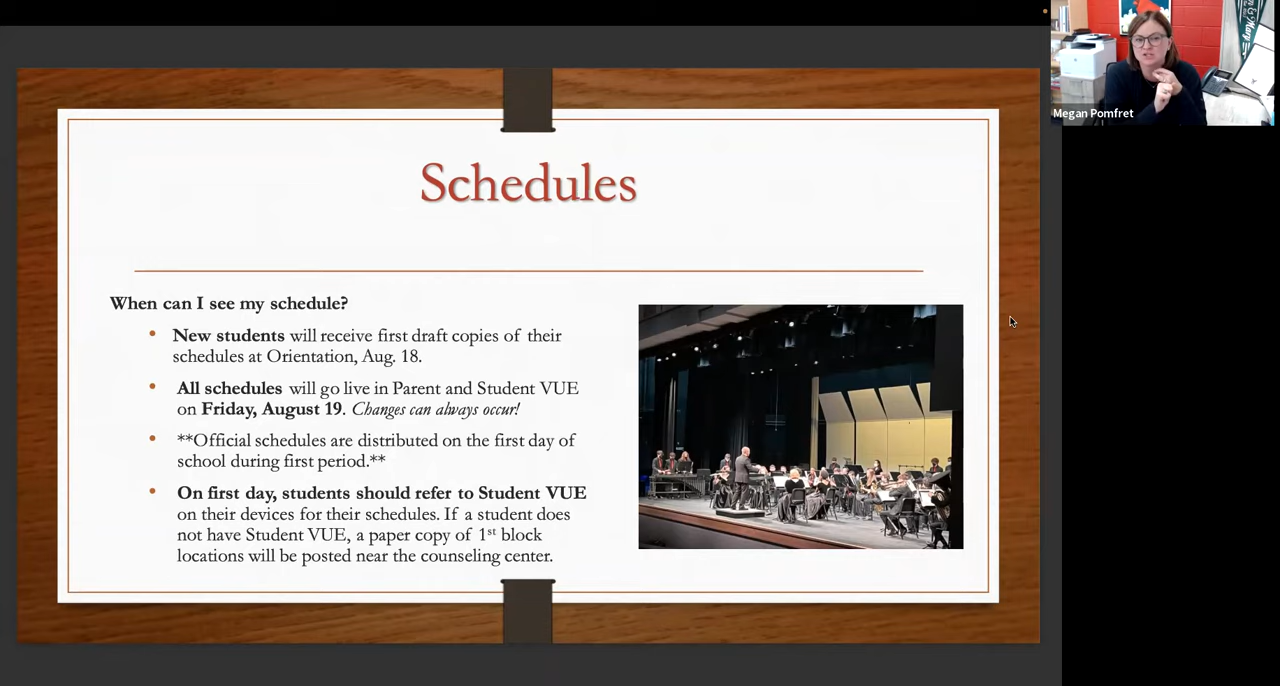 Schedules
When can I see my schedule?
New students will receive first draft copies of their
schedules at Orientation, Aug. 18.
All schedules will go live in Parent and Student VUE
on Friday, August 19. Changes can always occur!
**Official schedules are distributed on the first day of
school during first period.**
On first day, students should refer to Student VUE
on their devices for their schedules. If a student does
not have Student VUE, a paper copy of 1st block
locations will be posted near the counseling center.
Megan Pomfret